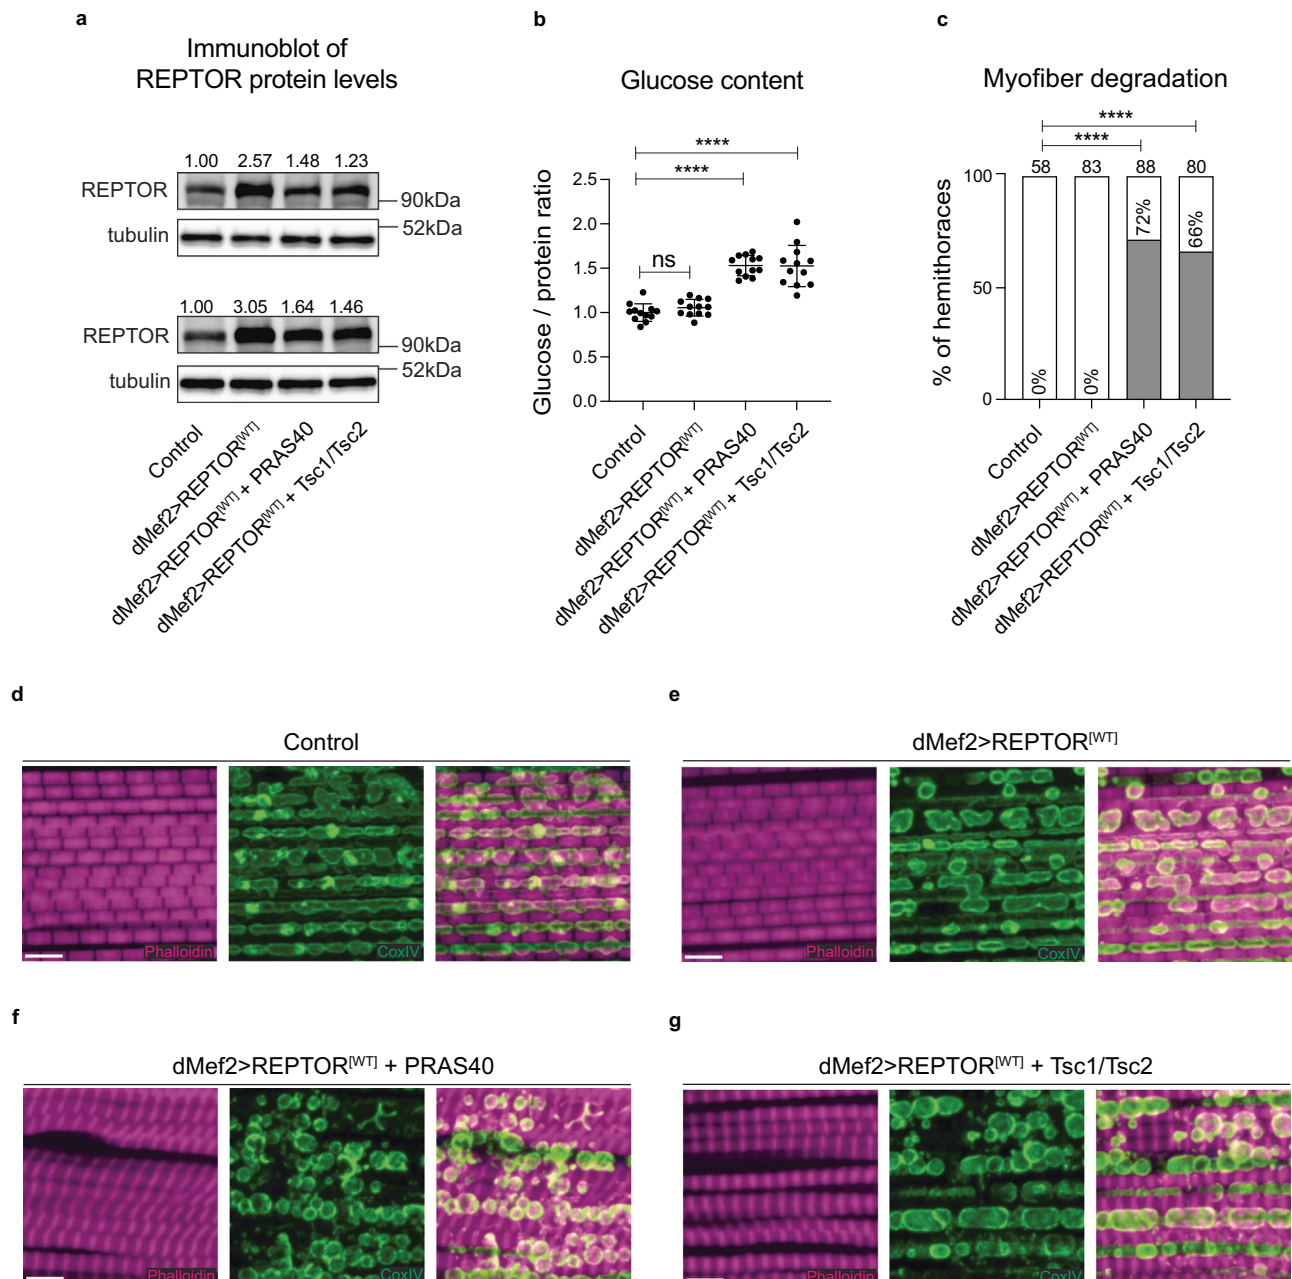 a
Immunoblot of
REPTOR protein levels
1.00 2.57 1.48 1.23
REPTOR
90kDa
tubulin
52kDa
1.00 3.05 1.64 1.46
REPTOR
90kDa
tubulin
52kDa
Control
dMef2>REPTOR[WT]
dMef2>REPTOR[WT] + PRAS40
dMef2>REPTOR[WT] + Tsc1/Tsc2
b
Glucose content
****
****
ns
Glucose / protein ratio
2.5
2.0
1.5
1.0
0.5
0.0
Control
dMef2>REPTOR[WT]
dMef2>REPTOR[WT] + PRAS40
dMef2>REPTOR[WT] + Tsc1/Tsc2
c
Myofiber degradation
****
****
58 83 88 80
% of hemithoraces
100
50
0
0%
0%
72%
66%
Control
dMef2>REPTOR[WT]
dMef2>REPTOR[WT] + PRAS40
dMef2>REPTOR[WT] + Tsc1/Tsc2
d
Control
Phalloidin
CoxIV
e
dMef2>REPTOR[WT]
Phalloidin
CoxIV
f
dMef2>REPTOR[WT] + PRAS40
Phalloidin
CoxIV
g
dMef2>REPTOR[WT] + Tsc1/Tsc2
Phalloidin
CoxIV